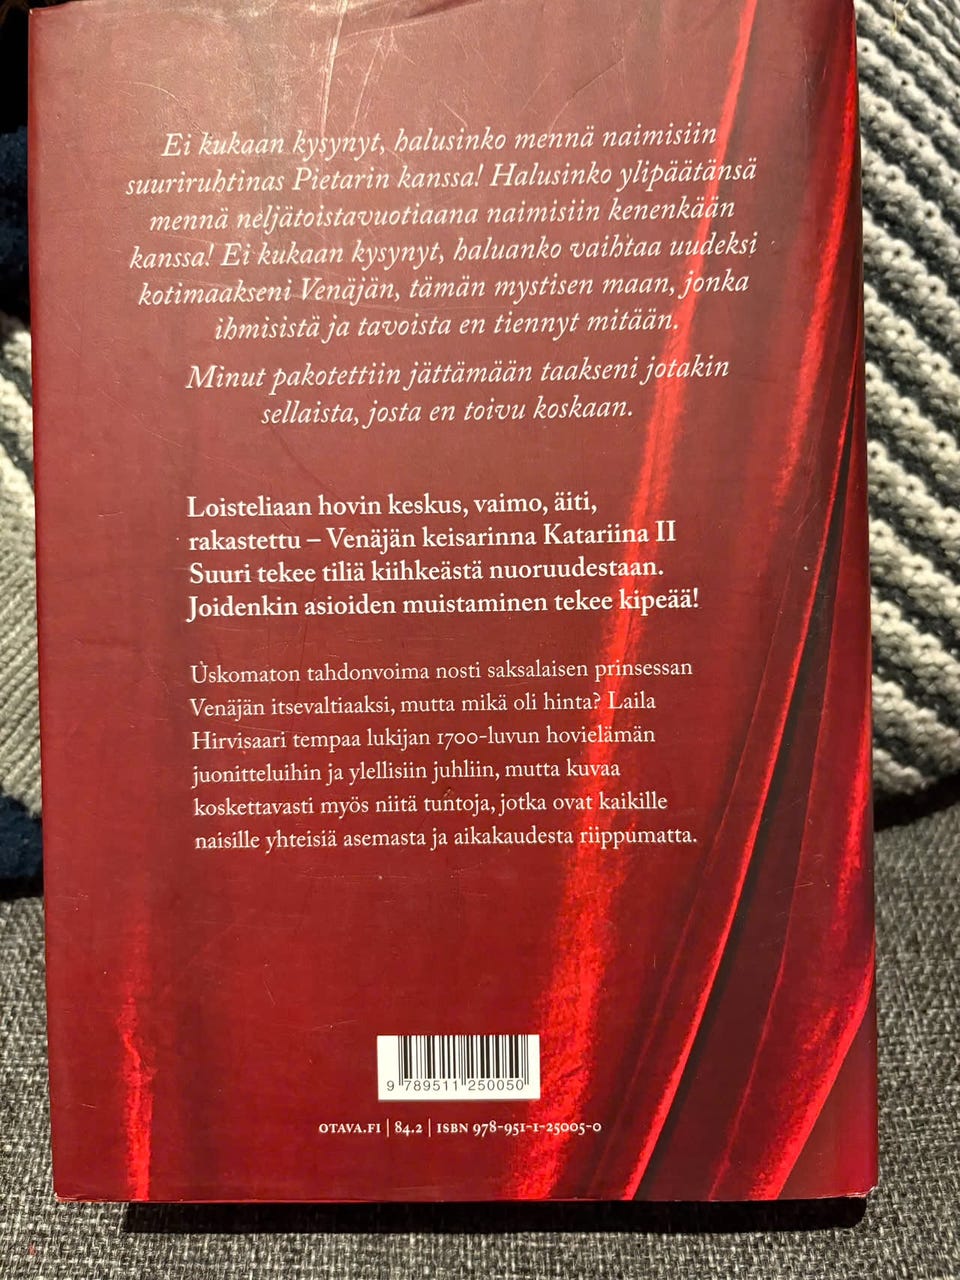 Ei kukaan kysynyt, halusinko mennä naimisiin
suuriruhtinas Pietarin kanssa! Halusinko ylipäätänsä
mennä neljätoistavuotiaana naimisiin kenenkään
kanssa! Ei kukaan kysynyt, haluanko vaihtaa uudeksi
kotimaakseni Venäjän, tämän mystisen maan, jonka
ihmisistä ja tavoista en tiennyt mitään.
Minut pakotettiin jättämään taakseni jotakin
sellaista, josta en toivu koskaan.
Loisteliaan hovin keskus, vaimo, äiti,
rakastettu – Venäjän keisarinna Katariina II
Suuri tekee tiliä kiihkeästä nuoruudestaan.
Joidenkin asioiden muistaminen tekee kipeää!
Uskomaton tahdonvoima nosti saksalaisen prinsessan
Venäjän itsevaltiaaksi, mutta mikä oli hinta? Laila
Hirvisaari tempaa lukijan 1700-luvun hovielämän
juonitteluihin ja ylellisiin juhliin, mutta kuvaa
koskettavasti myös niitä tuntoja, jotka ovat kaikille
naisille yhteisiä asemasta ja aikakaudesta riippumatta.
9 789511 250050
OTAVA.FI | 84.2 | ISBN 978-951-1-25005-0